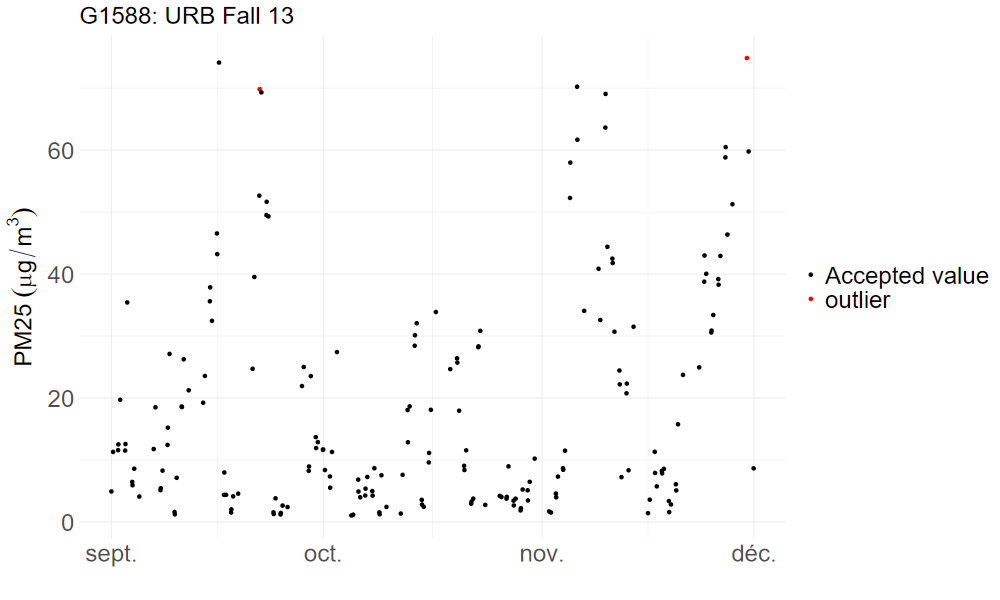 G1588: URB Fall 13
PM25 (μg/m³)
60
40
20
0
sept.
oct.
nov.
déc.
Accepted value
outlier